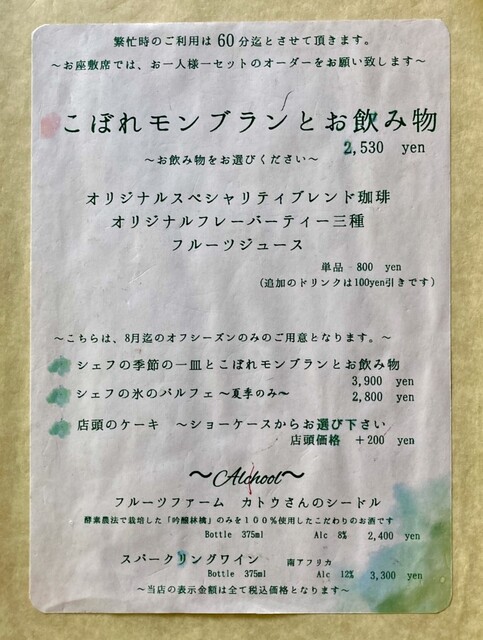 繁忙時のご利用は60分迄とさせて頂きます。
～お座敷席では、お一人様一セットのオーダーをお願い致します～
こぼれモンブランとお飲み物
2,530 yen
～お飲み物をお選びください～
オリジナルスペシャリティブレンド珈琲
オリジナルフレーバーティー三種
フルーツジュース
単品 800 yen
(追加のドリンクは100yen引きです)
～こちらは、8月迄のオフシーズンのみのご用意となります。～
シェフの季節の一皿とこぼれモンブランとお飲み物
3,900 yen
シェフの氷のパルフェ～夏季のみ～ 2,800 yen
店頭のケーキ ～ショーケースからお選び下さい
店頭価格 +200 yen
～Alchool～
フルーツファーム カトウさんのシードル
酵素農法で栽培した「吟醸林檎」のみを100%使用したこだわりのお酒です
Bottle 375ml Alc 8% 2,400 yen
スパークリングワイン 南アフリカ
Bottle 375ml Alc 12% 3,300 yen
～当店の表示金額は全て税込価格となります～